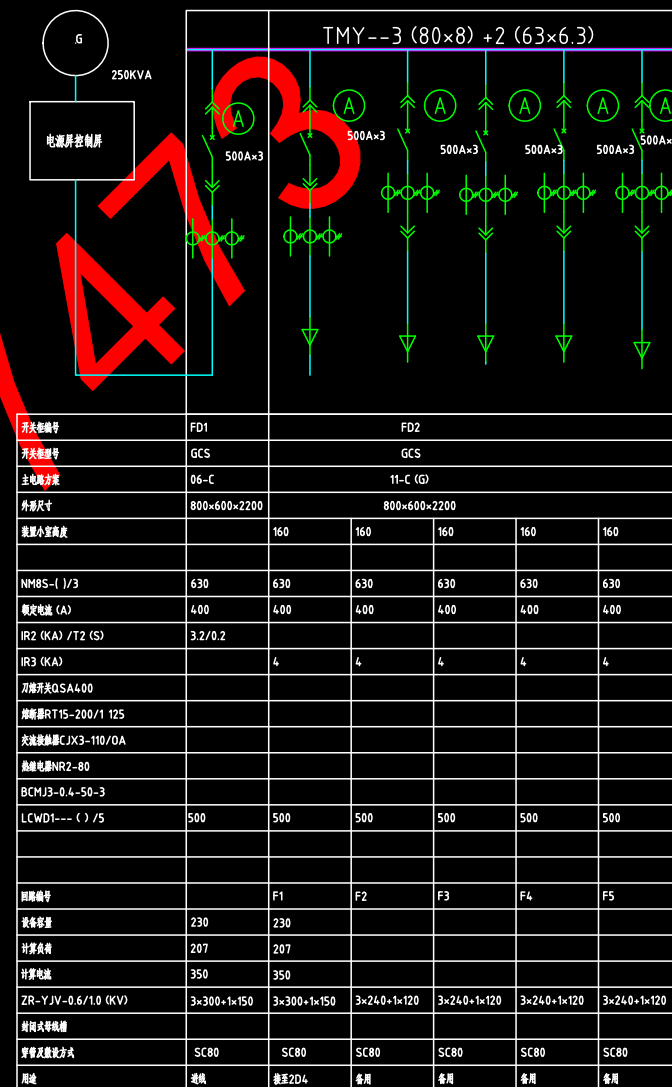 TMY--3 (80×8) +2 (63×6.3)
G
250KVA
电源屏控制屏
A A A A A A
500A×3 500A×3 500A×3 500A×3 500A×3 500A×
473
开关柜编号 FD1 FD2
开关柜型号 GCS GCS
主电路方案 06-C 11-C (G)
外形尺寸 800×600×2200 800×600×2200
装置小室高度 160 160 160 160 160
NM8S-( )/3 630 630 630 630 630 630
额定电流 (A) 400 400 400 400 400 400
IR2 (KA) /T2 (S) 3.2/0.2
IR3 (KA) 4 4 4 4 4
刀熔开关QSA400
熔断器RT15-200/1 125
交流接触器CJX3-110/OA
热继电器NR2-80
BCMJ3-0.4-50-3
LCWD1--- ( ) /5 500 500 500 500 500 500
回路编号 F1 F2 F3 F4 F5
设备容量 230 230
计算负荷 207 207
计算电流 350 350
ZR-YJV-0.6/1.0 (KV) 3×300+1×150 3×300+1×150 3×240+1×120 3×240+1×120 3×240+1×120 3×240+1×120
封闭式母线槽
穿管及敷设方式 SC80 SC80 SC80 SC80 SC80 SC80
用途 进线 接至2D4 备用 备用 备用 备用